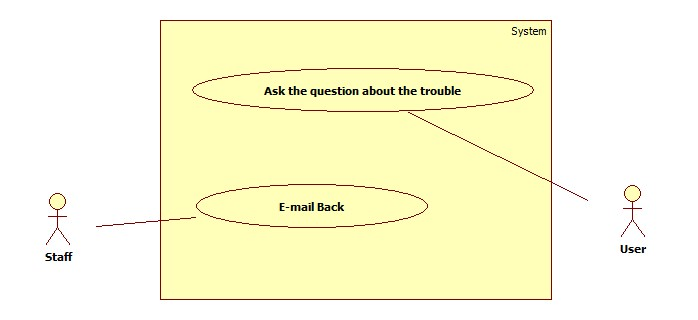 System
Ask the question about the trouble
E-mail Back
Staff
User